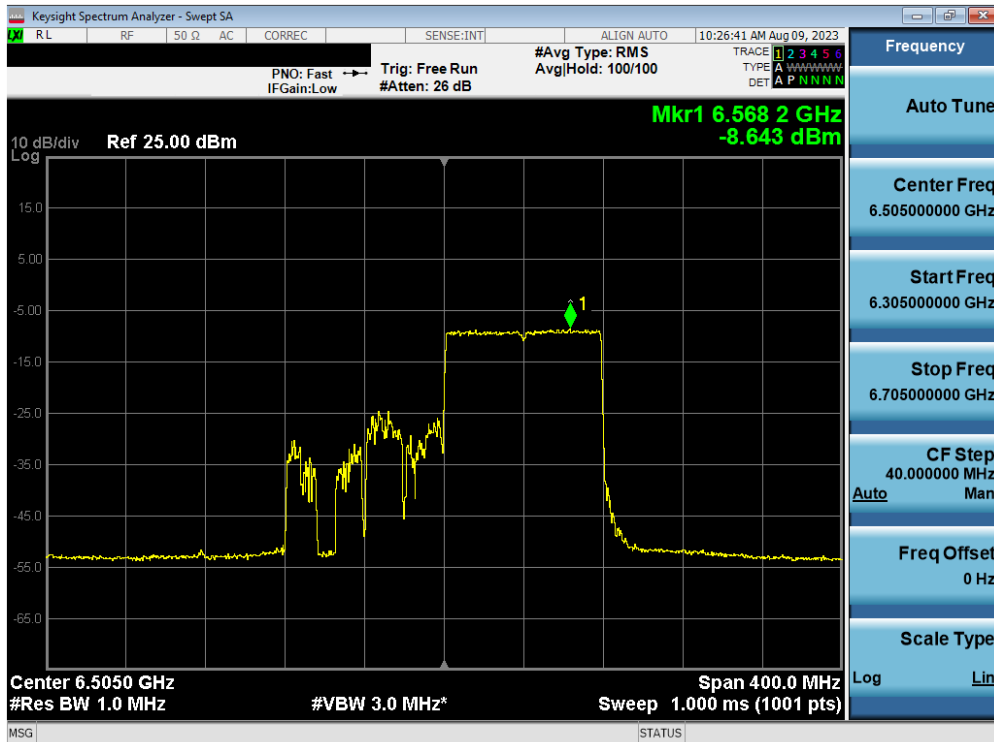 Keysight Spectrum Analyzer - Swept SA
LXI RL RF 50 Ω AC CORREC SENSE:INT ALIGN AUTO 10:26:41 AM Aug 09, 2023
PNO: Fast IFGain:Low
Trig: Free Run
#Atten: 26 dB
#Avg Type: RMS
Avg|Hold: 100/100
TRACE 1 2 3 4 5 6
TYPE A WWWWW
DET A P N N N N
Mkr1 6.568 2 GHz
-8.643 dBm
10 dB/div Ref 25.00 dBm
Log
1
15.0
5.00
-5.00
-15.0
-25.0
-35.0
-45.0
-55.0
-65.0
Center 6.5050 GHz Span 400.0 MHz
#Res BW 1.0 MHz #VBW 3.0 MHz* Sweep 1.000 ms (1001 pts)
MSG STATUS
Frequency
Auto Tune
Center Freq
6.505000000 GHz
Start Freq
6.305000000 GHz
Stop Freq
6.705000000 GHz
CF Step
40.000000 MHz
Auto Man
Freq Offset
0 Hz
Scale Type
Log Lin